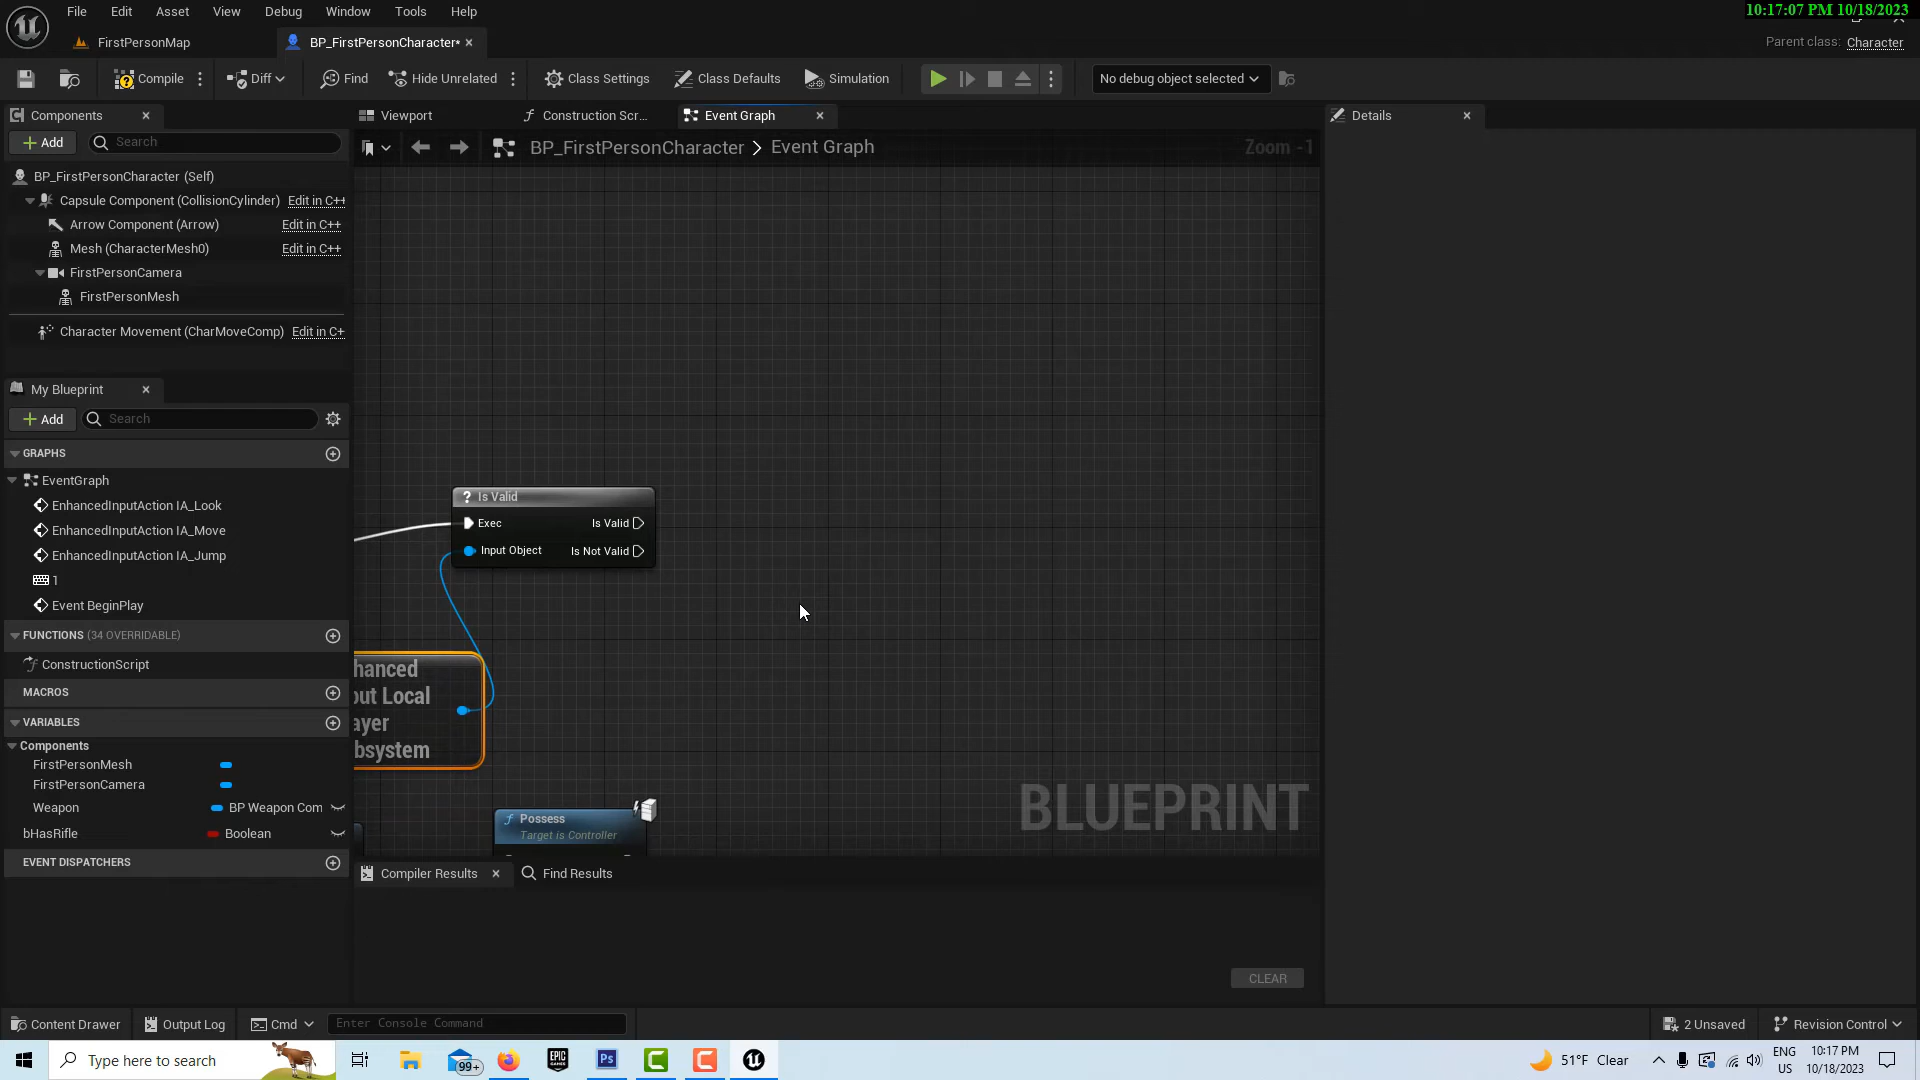 File Edit Asset View Debug Window Tools Help
10:17:07 PM 10/18/2023
FirstPersonMap
BP_FirstPersonCharacter*
Parent class: Character
Compile
Diff
Find
Hide Unrelated
Class Settings
Class Defaults
Simulation
No debug object selected
Components
Viewport
Construction Scr...
Event Graph
Details
Add
Search
BP_FirstPersonCharacter > Event Graph
Zoom -1
BP_FirstPersonCharacter (Self)
Capsule Component (CollisionCylinder) Edit in C++
Arrow Component (Arrow) Edit in C++
Mesh (CharacterMesh0) Edit in C++
FirstPersonCamera
FirstPersonMesh
Character Movement (CharMoveComp) Edit in C+
My Blueprint
Add
Search
GRAPHS
EventGraph
EnhancedInputAction IA_Look
EnhancedInputAction IA_Move
EnhancedInputAction IA_Jump
1
Event BeginPlay
FUNCTIONS (34 OVERRIDABLE)
ConstructionScript
MACROS
VARIABLES
Components
FirstPersonMesh
FirstPersonCamera
Weapon BP Weapon Com
bHasRifle Boolean
EVENT DISPATCHERS
? Is Valid
Exec Is Valid
Input Object Is Not Valid
hanced
out Local
ayer
bsystem
f Possess
Target is Controller
BLUEPRINT
Compiler Results
Find Results
CLEAR
Content Drawer
Output Log
Cmd
Enter Console Command
2 Unsaved
Revision Control
Type here to search
99+
EPIC GAMES
Ps
51°F Clear
ENG
US
10:17 PM
10/18/2023